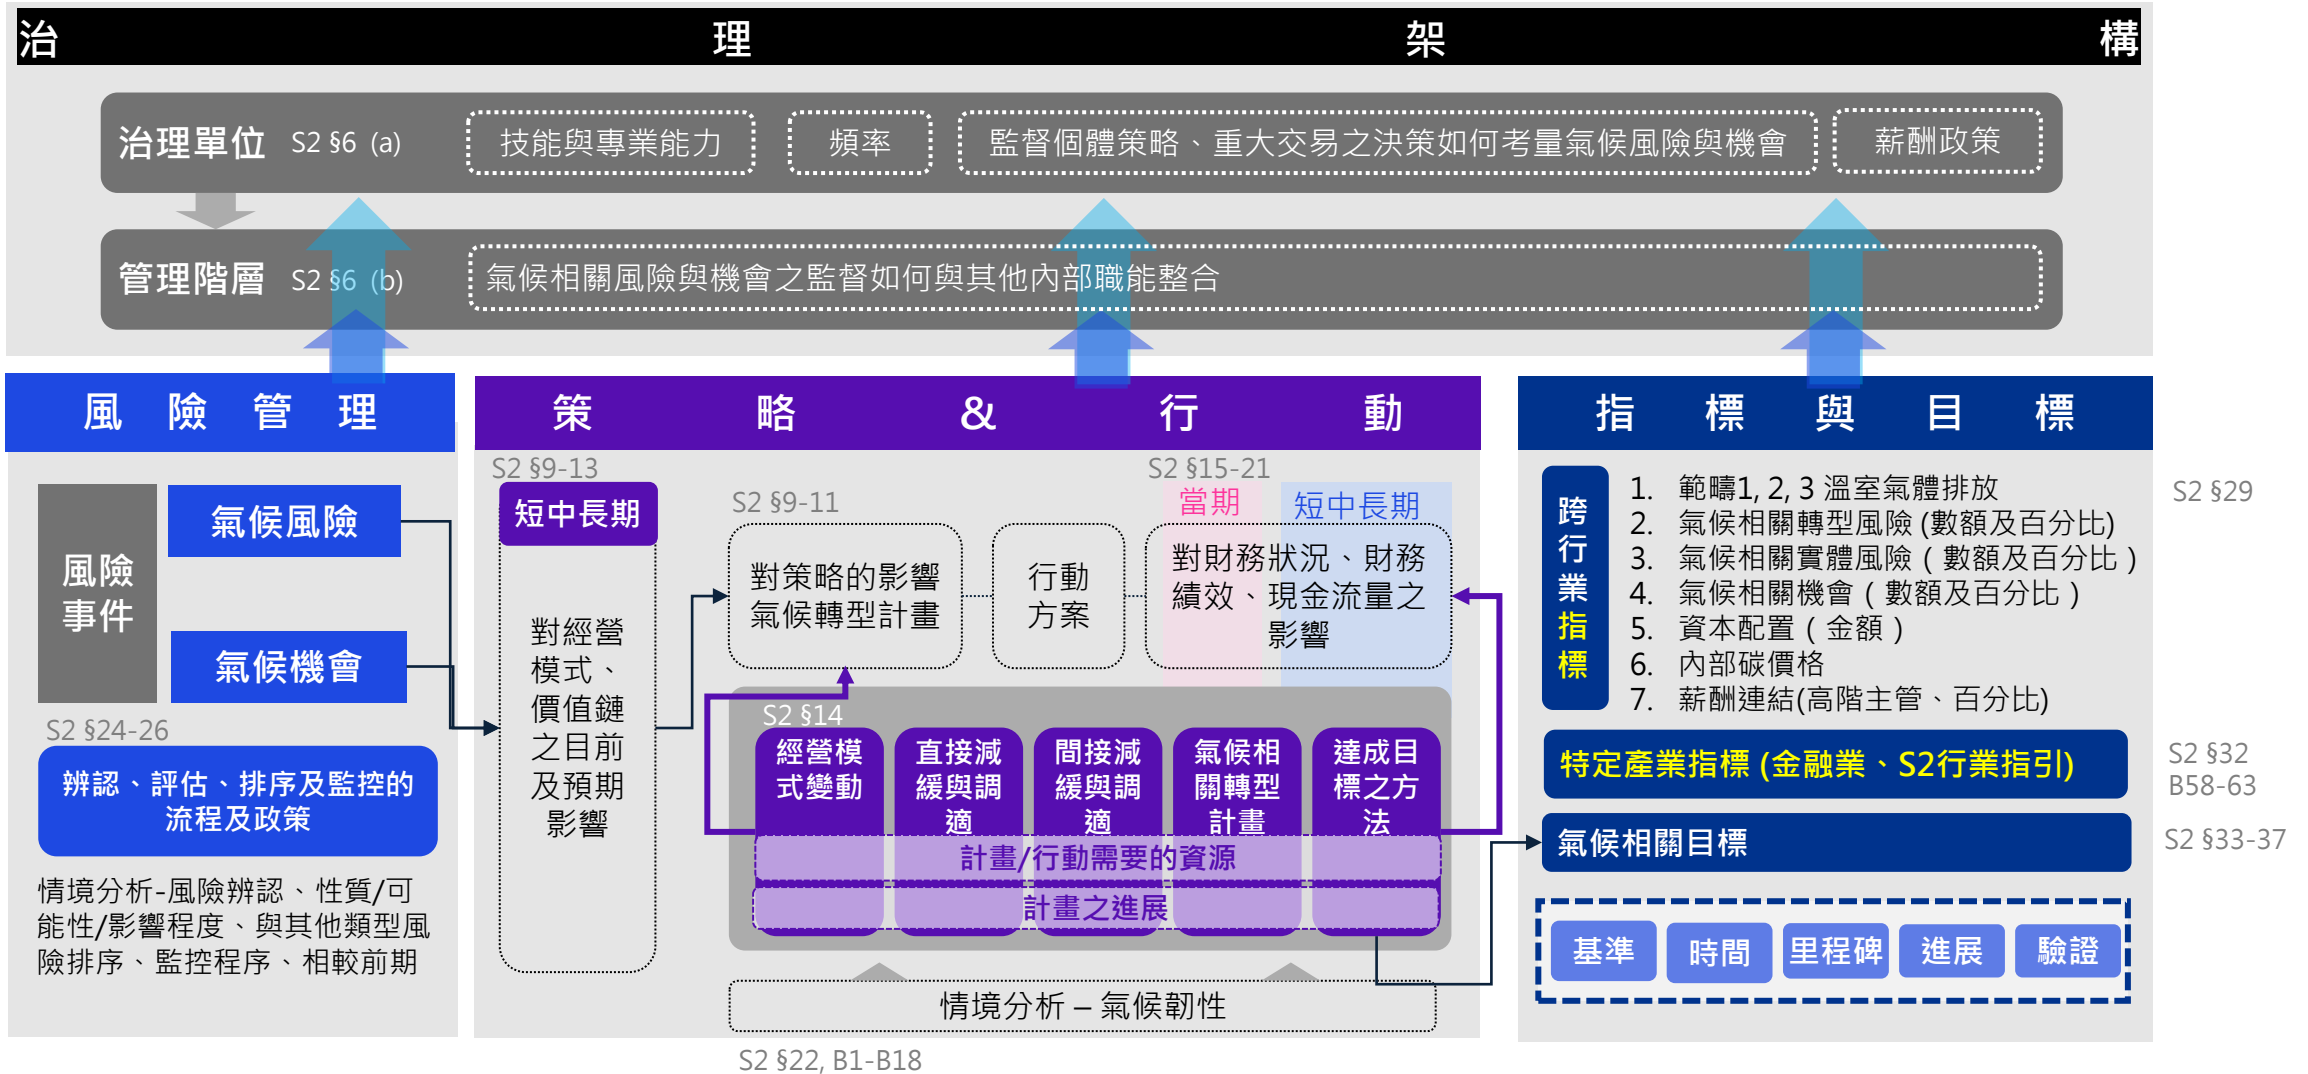 治理架構
治理單位 S2 §6 (a) 技能與專業能力 頻率 監督個體策略、重大交易之決策如何考量氣候風險與機會 薪酬政策
管理階層 S2 §6 (b) 氣候相關風險與機會之監督如何與其他內部職能整合
風險管理
風險
事件
氣候風險
氣候機會
S2 §24-26
辨認、評估、排序及監控的
流程及政策
情境分析-風險辨認、性質/可
能性/影響程度、與其他類型風
險排序、監控程序、相較前期
策略&行動
S2 §9-13
短中長期
對經營
模式、
價值鏈
之目前
及預期
影響
S2 §9-11
對策略的影響
氣候轉型計畫
行動
方案
S2 §15-21
當期
短中長期
對財務狀況、財務
績效、現金流量之
影響
S2 §14
經營模
式變動
直接減
緩與調
適
間接減
緩與調
適
氣候相
關轉型
計畫
達成目
標之方
法
計畫/行動需要的資源
計畫之進展
情境分析 – 氣候韌性
S2 §22, B1-B18
指標與目標
跨
行
業
指
標
1. 範疇1, 2, 3 溫室氣體排放
2. 氣候相關轉型風險 (數額及百分比)
3. 氣候相關實體風險 ( 數額及百分比 )
4. 氣候相關機會 ( 數額及百分比 )
5. 資本配置 ( 金額 )
6. 內部碳價格
7. 薪酬連結(高階主管、百分比)
S2 §29
特定產業指標 (金融業、S2行業指引)
S2 §32
B58-63
氣候相關目標
S2 §33-37
基準 時間 里程碑 進展 驗證